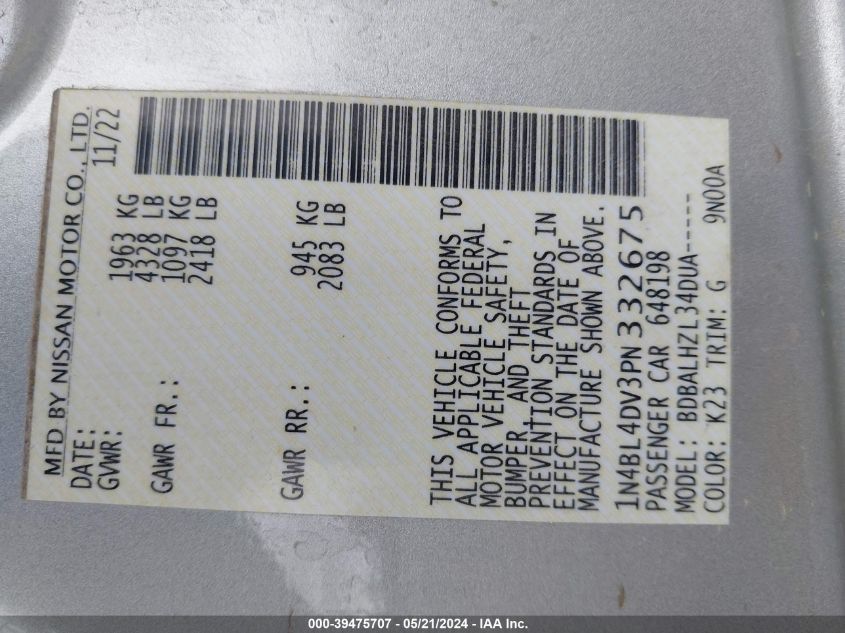 MFD BY NISSAN MOTOR CO., LTD.
DATE: 11/22
GVWR: 1963 KG
4328 LB
GAWR FR.: 1097 KG
2418 LB
GAWR RR.: 945 KG
2083 LB
THIS VEHICLE CONFORMS TO
ALL APPLICABLE FEDERAL
MOTOR VEHICLE SAFETY,
BUMPER, AND THEFT
PREVENTION STANDARDS IN
EFFECT ON THE DATE OF
MANUFACTURE SHOWN ABOVE.
1N4BL4DV3PN332675
PASSENGER CAR 648198
MODEL: BDBALHZL34DUA------
COLOR: K23 TRIM: G 9N00A
000-39475707 - 05/21/2024 - IAA Inc.